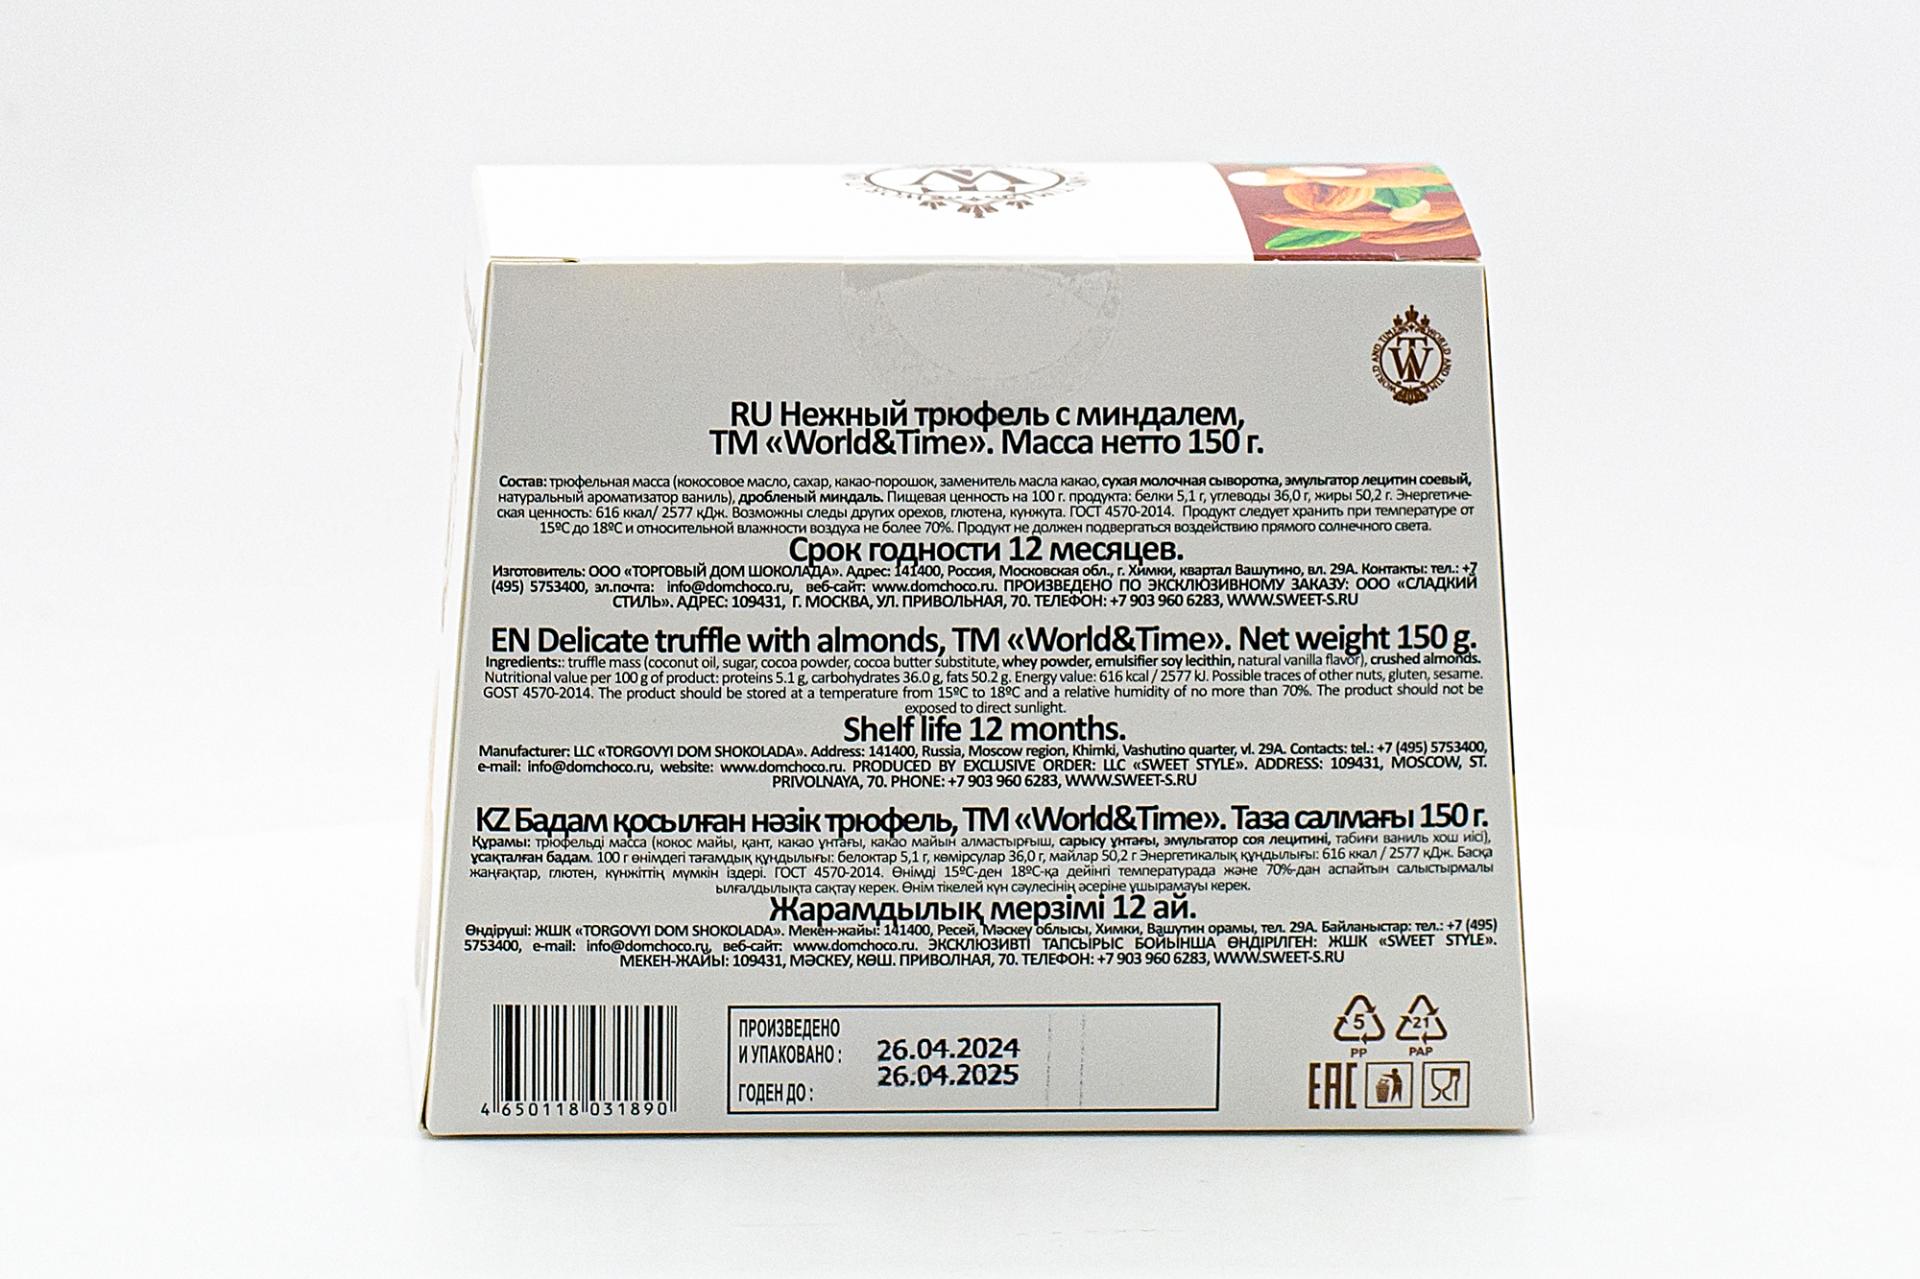 WORLD AND TIME WORLD AND TIME
TW
RU Нежный трюфель с миндалем,
ТМ «World&Time». Масса нетто 150 г.
Состав: трюфельная масса (кокосовое масло, сахар, какао-порошок, заменитель масла какао, сухая молочная сыворотка, эмульгатор лецитин соевый,
натуральный ароматизатор ваниль), дробленый миндаль. Пищевая ценность на 100 г. продукта: белки 5,1 г, углеводы 36,0 г, жиры 50,2 г. Энергетиче-
ская ценность: 616 ккал/ 2577 кДж. Возможны следы других орехов, глютена, кунжута. ГОСТ 4570-2014. Продукт следует хранить при температуре от
15ºС до 18ºС и относительной влажности воздуха не более 70%. Продукт не должен подвергаться воздействию прямого солнечного света.
Срок годности 12 месяцев.
Изготовитель: ООО «ТОРГОВЫЙ ДОМ ШОКОЛАДА». Адрес: 141400, Россия, Московская обл., г. Химки, квартал Вашутино, вл. 29А. Контакты: тел.: +7
(495) 5753400, эл.почта: info@domchoco.ru, веб-сайт: www.domchoco.ru. ПРОИЗВЕДЕНО ПО ЭКСКЛЮЗИВНОМУ ЗАКАЗУ: ООО «СЛАДКИЙ
СТИЛЬ». АДРЕС: 109431, Г. МОСКВА, УЛ. ПРИВОЛЬНАЯ, 70. ТЕЛЕФОН: +7 903 960 6283, WWW.SWEET-S.RU
EN Delicate truffle with almonds, TM «World&Time». Net weight 150 g.
Ingredients:: truffle mass (coconut oil, sugar, cocoa powder, cocoa butter substitute, whey powder, emulsifier soy lecithin, natural vanilla flavor), crushed almonds.
Nutritional value per 100 g of product: proteins 5.1 g, carbohydrates 36.0 g, fats 50.2 g. Energy value: 616 kcal / 2577 kJ. Possible traces of other nuts, gluten, sesame.
GOST 4570-2014. The product should be stored at a temperature from 15ºC to 18ºC and a relative humidity of no more than 70%. The product should not be
exposed to direct sunlight.
Shelf life 12 months.
Manufacturer: LLC «TORGOVYI DOM SHOKOLADA». Address: 141400, Russia, Moscow region, Khimki, Vashutino quarter, vl. 29A. Contacts: tel.: +7 (495) 5753400,
e-mail: info@domchoco.ru, website: www.domchoco.ru. PRODUCED BY EXCLUSIVE ORDER: LLC «SWEET STYLE». ADDRESS: 109431, MOSCOW, ST.
PRIVOLNAYA, 70. PHONE: +7 903 960 6283, WWW.SWEET-S.RU
KZ Бадам қосылған нәзік трюфель, ТМ «World&Time». Таза салмағы 150 г.
Құрамы: трюфельді масса (кокос майы, қант, какао ұнтағы, какао майын алмастырғыш, сарысу ұнтағы, эмульгатор соя лецитині, табиғи ваниль хош иісі),
ұсақталған бадам. 100 г өнімдегі тағамдық құндылығы: белоктар 5,1 г, көмірсулар 36,0 г, майлар 50,2 г Энергетикалық құндылығы: 616 ккал / 2577 кДж. Басқа
жаңғақтар, глютен, күнжіттің мүмкін іздері. ГОСТ 4570-2014. Өнімді 15ºС-ден 18ºС-қа дейінгі температурада және 70%-дан аспайтын салыстырмалы
ылғалдылықта сақтау керек. Өнім тікелей күн сәулесінің әсеріне ұшырамауы керек.
Жарамдылық мерзімі 12 ай.
Өндіруші: ЖШК «TORGOVYI DOM SHOKOLADA». Мекен-жайы: 141400, Ресей, Мәскеу облысы, Химки, Вашутин орамы, тел. 29А. Байланыстар: тел.: +7 (495)
5753400, e-mail: info@domchoco.ru, веб-сайт: www.domchoco.ru. ЭКСКЛЮЗИВТІ ТАПСЫРЫС БОЙЫНША ӨНДІРІЛГЕН: ЖШК «SWEET STYLE».
МЕКЕН-ЖАЙЫ: 109431, МӘСКЕУ, КӨШ. ПРИВОЛНАЯ, 70. ТЕЛЕФОН: +7 903 960 6283, WWW.SWEET-S.RU
4 650118 031890
ПРОИЗВЕДЕНО
И УПАКОВАНО : 26.04.2024
ГОДЕН ДО : 26.04.2025
5 21
PP PAP
EAC